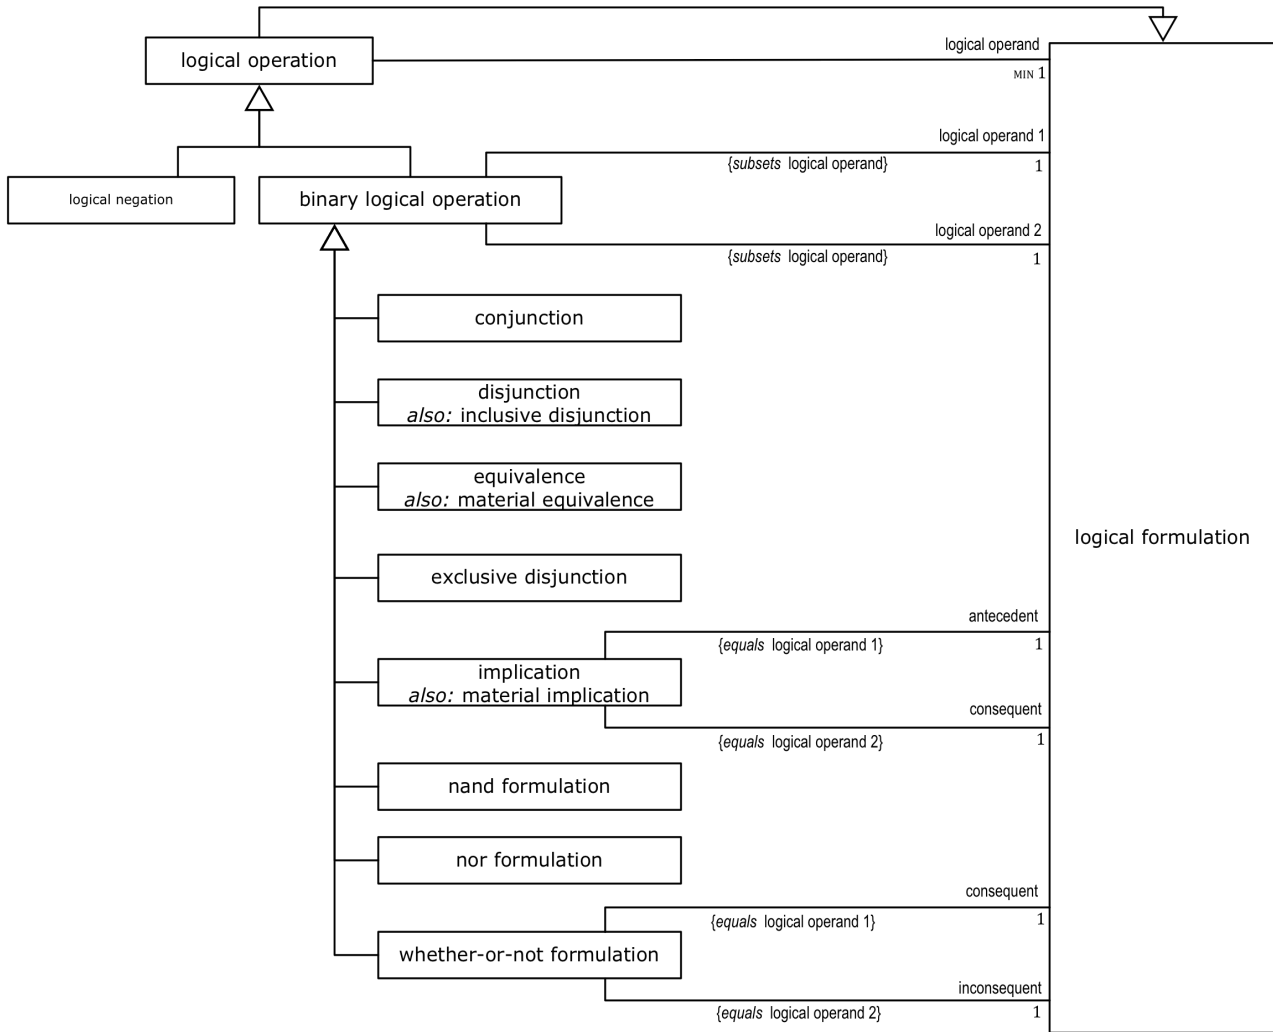 logical operand
logical operation
MIN 1
logical operand 1
{subsets logical operand}
1
logical negation
binary logical operation
logical operand 2
{subsets logical operand}
1
conjunction
disjunction
also: inclusive disjunction
equivalence
also: material equivalence
logical formulation
exclusive disjunction
antecedent
{equals logical operand 1}
1
implication
also: material implication
consequent
{equals logical operand 2}
1
nand formulation
nor formulation
consequent
{equals logical operand 1}
1
whether-or-not formulation
inconsequent
{equals logical operand 2}
1